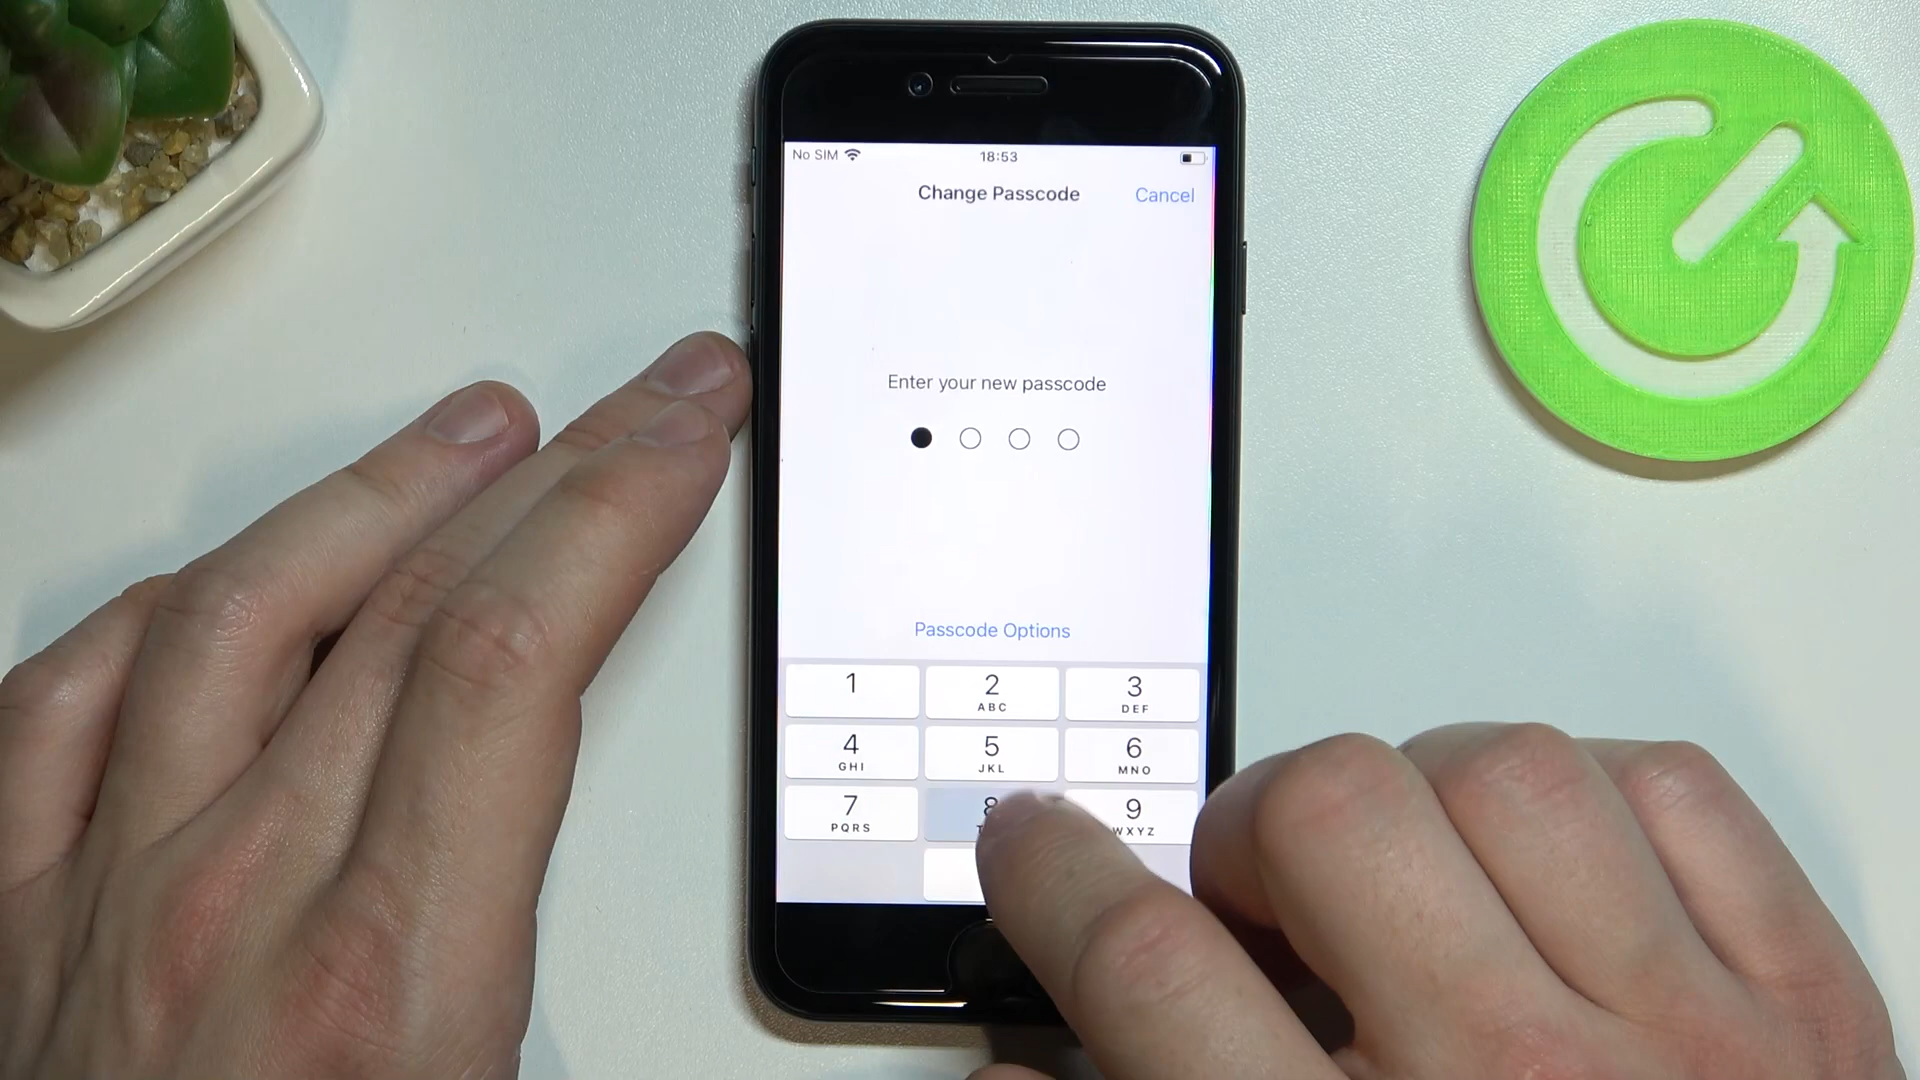 No SIM 18:53
Change Passcode Cancel
Enter your new passcode
Passcode Options
1 2 3
ABC DEF
4 5 6
GHI JKL MNO
7 8 9
PQRS WXYZ